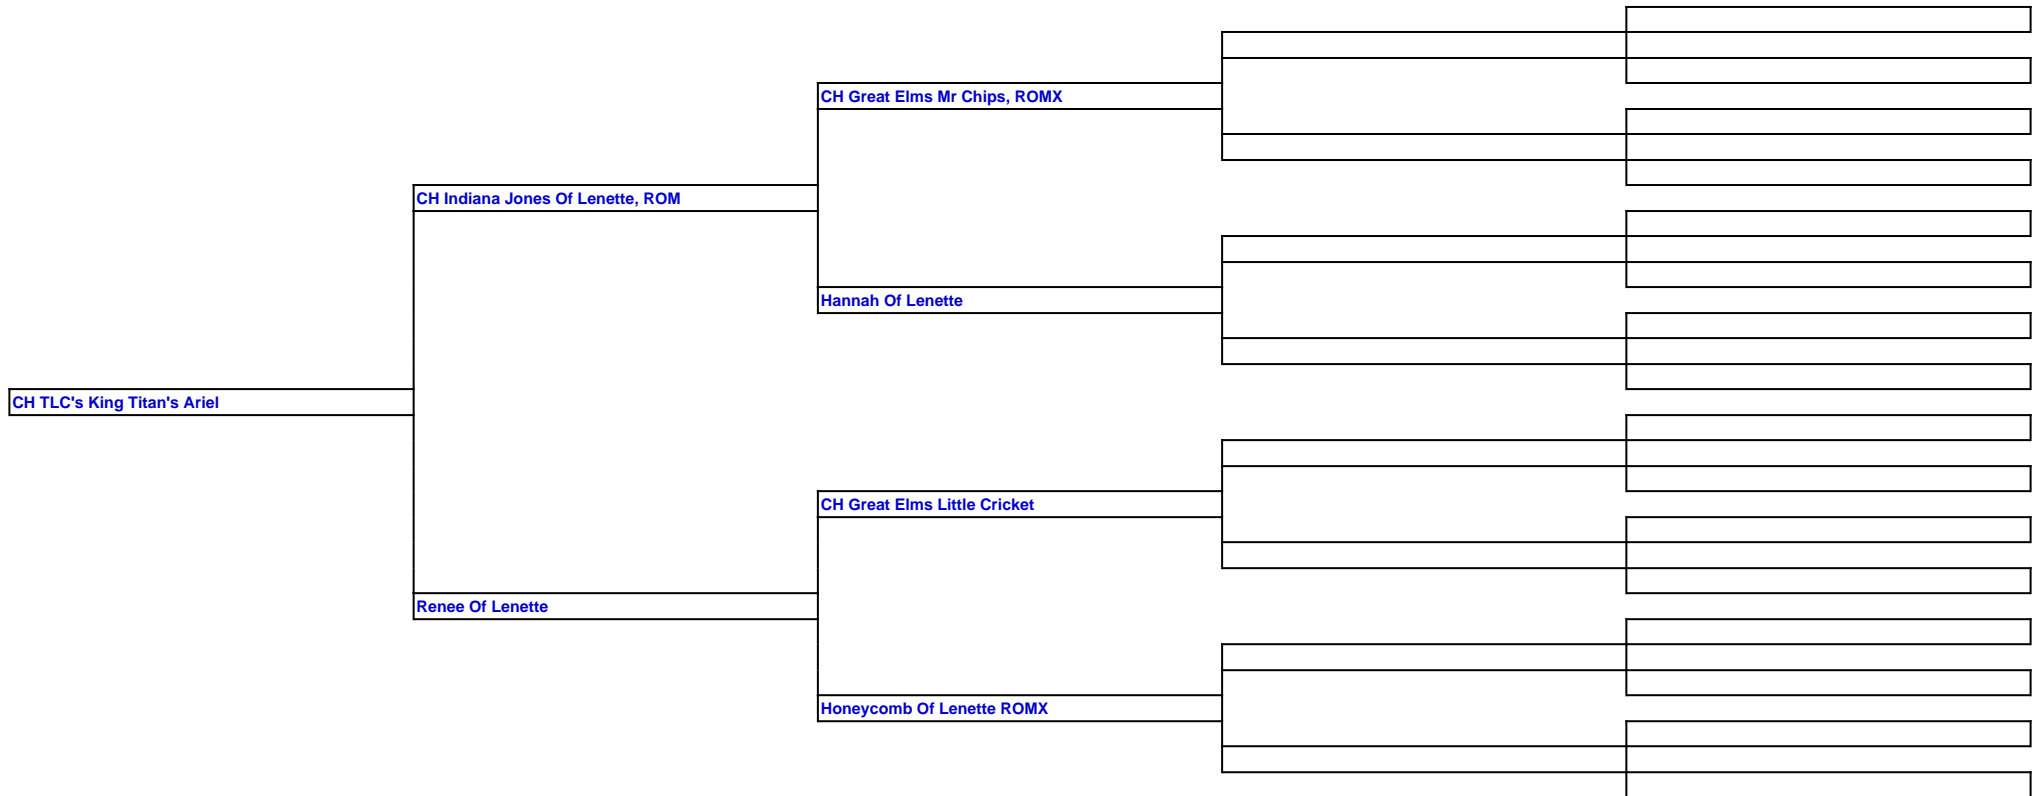 CH Great Elms Mr Chips, ROMX
CH Indiana Jones Of Lenette, ROM
Hannah Of Lenette
CH TLC's King Titan's Ariel
CH Great Elms Little Cricket
Renee Of Lenette
Honeycomb Of Lenette ROMX